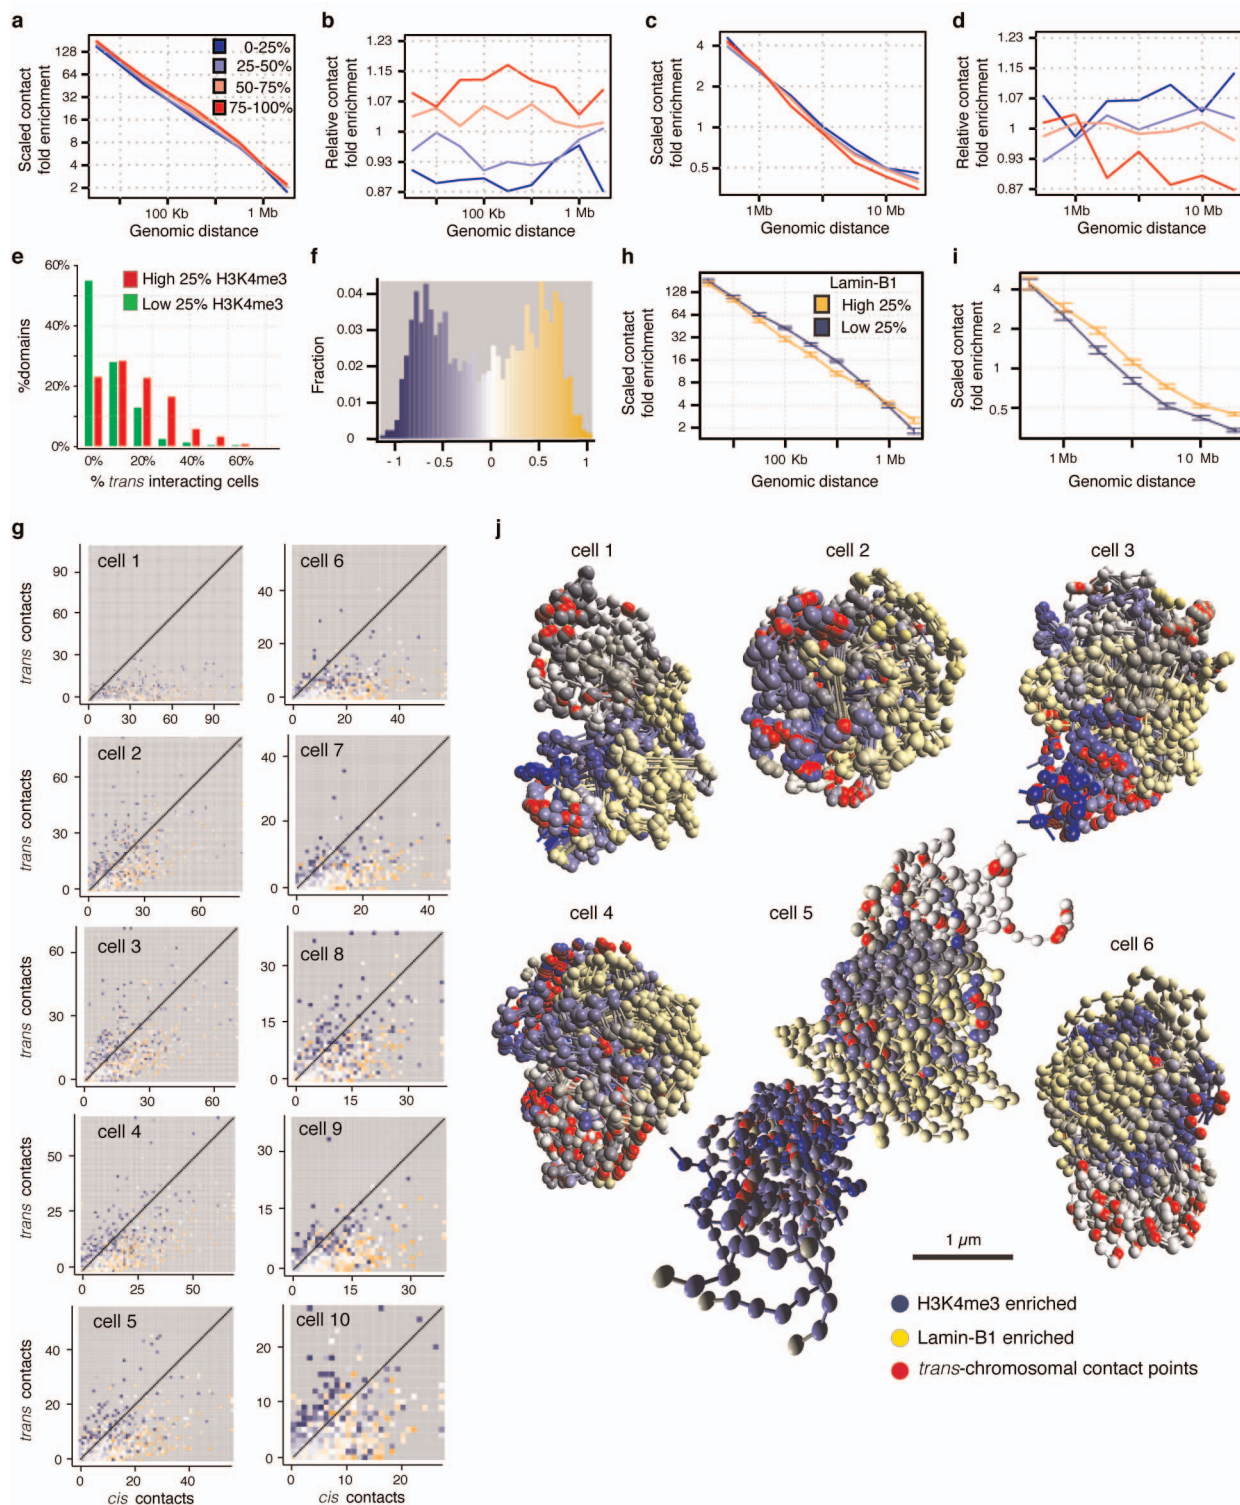 a
Scaled contact
fold enrichment
128
64
32
16
8
4
2
0-25%
25-50%
50-75%
75-100%
100 Kb
1 Mb
Genomic distance
b
Relative contact
fold enrichment
1.23
1.15
1.07
1
0.93
0.87
100 Kb
1 Mb
Genomic distance
c
Scaled contact
fold enrichment
4
2
1
0.5
1Mb
10 Mb
Genomic distance
d
Relative contact
fold enrichment
1.23
1.15
1.07
1
0.93
0.87
1Mb
10 Mb
Genomic distance
e
%domains
60%
40%
20%
0%
High 25% H3K4me3
Low 25% H3K4me3
0%
20%
40%
60%
% trans interacting cells
f
Fraction
0.04
0.03
0.02
0.01
0
- 1
- 0.5
0
0.5
1
h
Scaled contact
fold enrichment
128
64
32
16
8
4
2
Lamin-B1
High 25%
Low 25%
100 Kb
1 Mb
Genomic distance
i
Scaled contact
fold enrichment
4
2
1
0.5
1Mb
10 Mb
Genomic distance
g
cell 1
trans contacts
90
60
30
0
0 30 60 90
cell 6
40
20
0
0 20 40
cell 2
trans contacts
60
30
0
0 30 60
cell 7
40
20
0
0 20 40
cell 3
trans contacts
60
30
0
0 30 60
cell 8
30
15
0
0 15 30
cell 4
trans contacts
50
25
0
0 25 50
cell 9
30
15
0
0 15 30
cell 5
trans contacts
40
20
0
0 20 40
cis contacts
cell 10
20
10
0
0 10 20
cis contacts
j
cell 1
cell 2
cell 3
cell 4
cell 5
cell 6
1 μm
H3K4me3 enriched
Lamin-B1 enriched
trans-chromosomal contact points